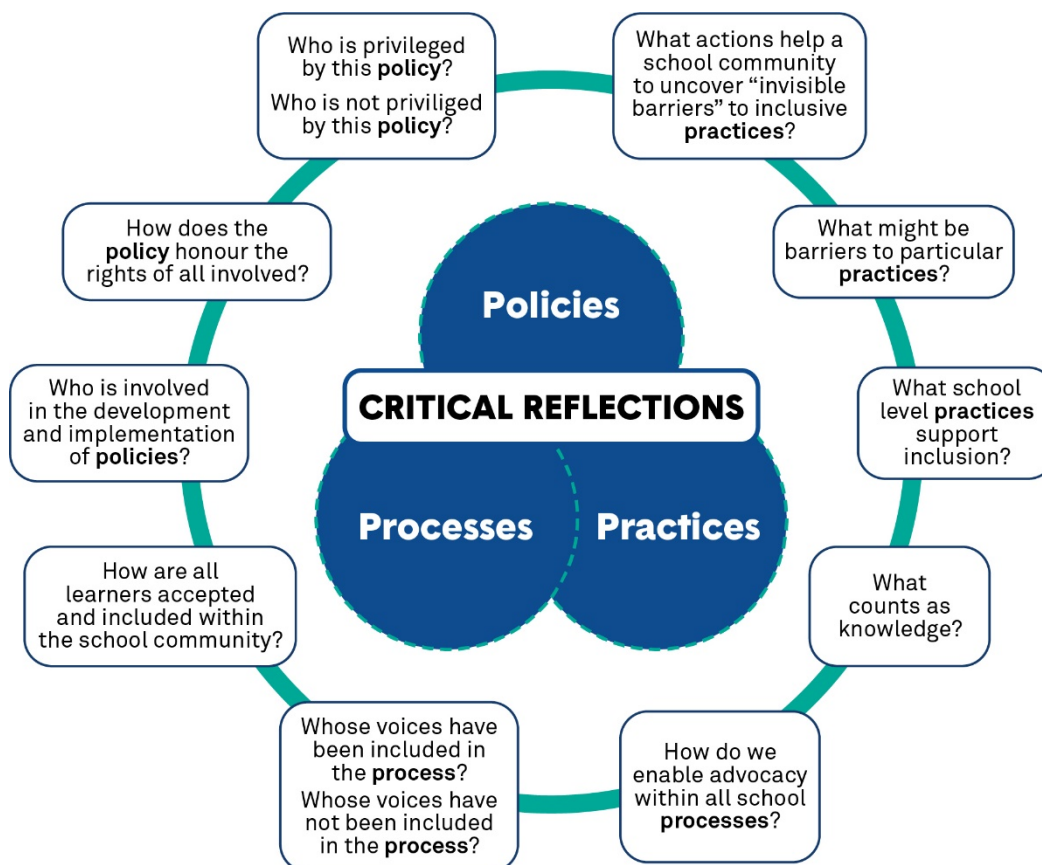 Who is privileged
by this policy?
Who is not priviliged
by this policy?
What actions help a
school community
to uncover “invisible
barriers” to inclusive
practices?
How does the
policy honour the
rights of all involved?
What might be
barriers to particular
practices?
Policies
CRITICAL REFLECTIONS
Processes
Practices
Who is involved
in the development
and implementation
of policies?
What school
level practices
support
inclusion?
How are all
learners accepted
and included within
the school community?
What
counts as
knowledge?
Whose voices have
been included in
the process?
Whose voices have
not been included
in the process?
How do we
enable advocacy
within all school
processes?